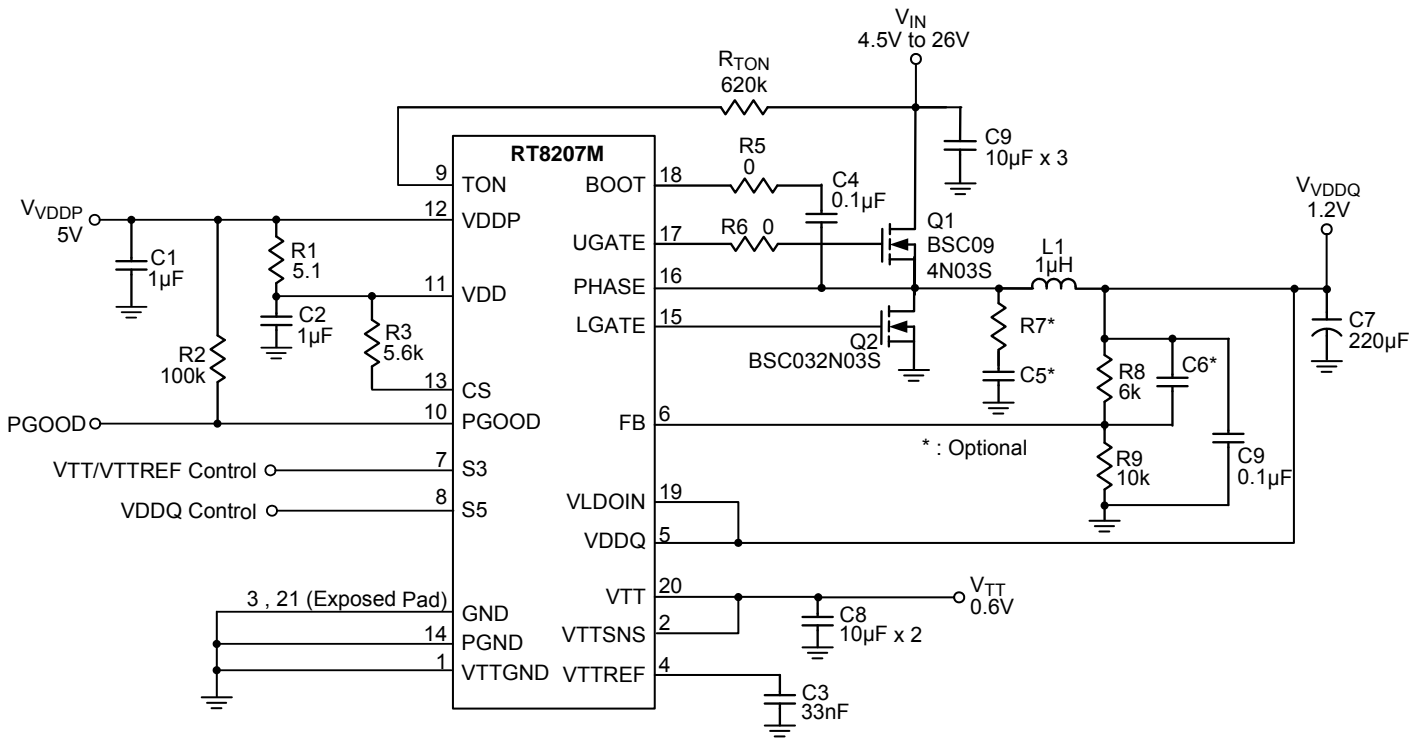 V_IN
4.5V to 26V
R_TON
620k
C9
10µF x 3
RT8207M
9
TON
BOOT
18
R5
0
C4
0.1µF
V_VDDP
5V
12
VDDP
C1
1µF
R1
5.1
UGATE
17
R6 0
Q1
BSC09
4N03S
V_VDDQ
1.2V
11
VDD
PHASE
16
L1
1µH
C2
1µF
R3
5.6k
LGATE
15
Q2
BSC032N03S
R7*
C5*
C7
220µF
R2
100k
13
CS
R8
6k
C6*
PGOOD
10
PGOOD
FB
6
* : Optional
R9
10k
C9
0.1µF
VTT/VTTREF Control
7
S3
VDDQ Control
8
S5
VLDOIN
19
VDDQ
5
3 , 21 (Exposed Pad)
GND
VTT
20
V_TT
0.6V
14
PGND
VTTSNS
2
C8
10µF x 2
1
VTTGND
VTTREF
4
C3
33nF